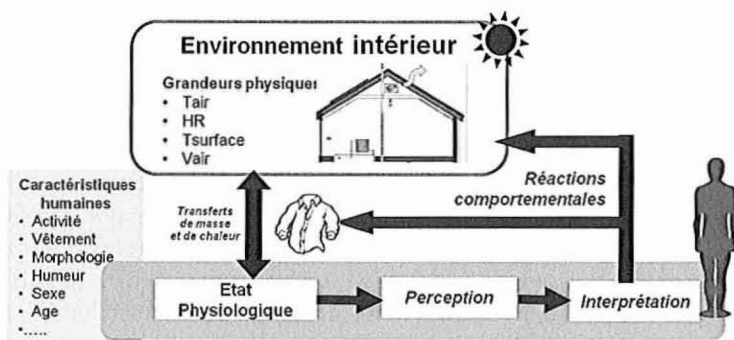 Environnement intérieur
Grandeurs physiques
• Tair
• HR
• Tsurface
• Vair
Caractéristiques
humaines
• Activité
• Vêtement
• Morphologie
• Humeur
• Sexe
• Age
•.....
Transferts
de masse
et de chaleur
Réactions
comportementales
Etat
Physiologique
Perception
Interprétation